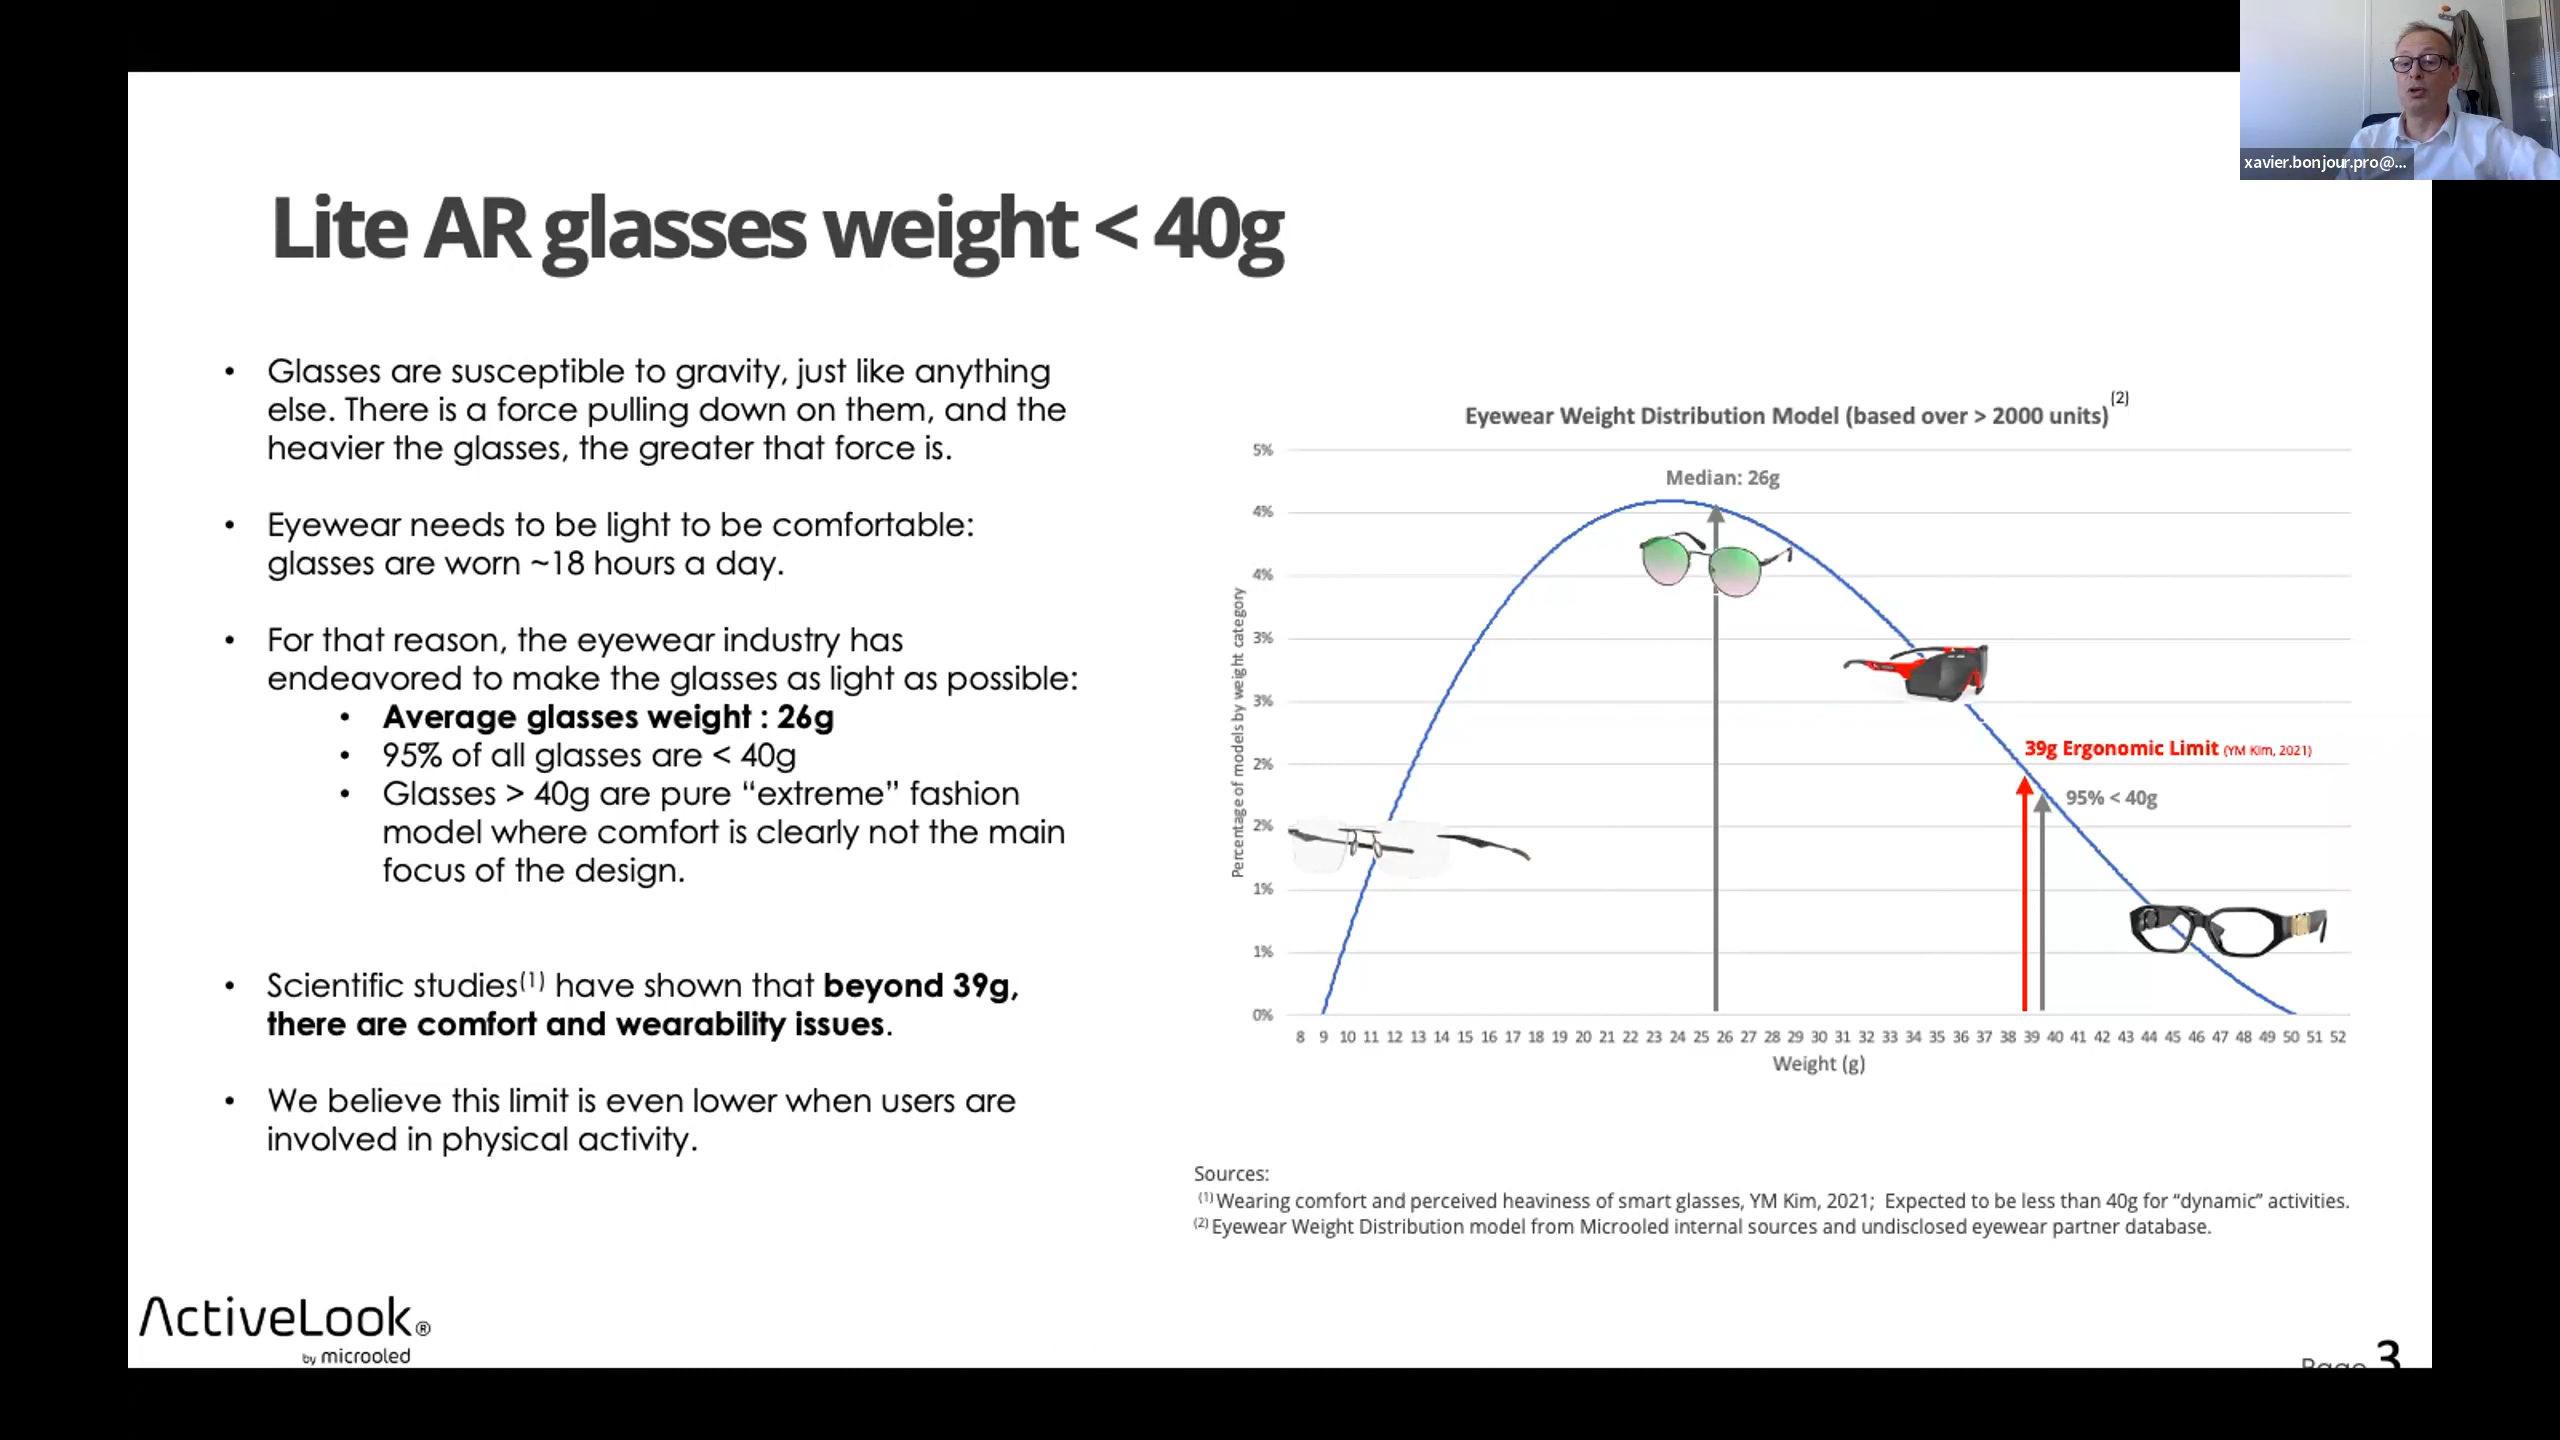 xavier.bonjour.pro@...
Lite AR glasses weight < 40g
• Glasses are susceptible to gravity, just like anything
else. There is a force pulling down on them, and the
heavier the glasses, the greater that force is.
• Eyewear needs to be light to be comfortable:
glasses are worn ~18 hours a day.
• For that reason, the eyewear industry has
endeavored to make the glasses as light as possible:
• Average glasses weight : 26g
• 95% of all glasses are < 40g
• Glasses > 40g are pure “extreme” fashion
model where comfort is clearly not the main
focus of the design.
• Scientific studies(1) have shown that beyond 39g,
there are comfort and wearability issues.
• We believe this limit is even lower when users are
involved in physical activity.
Eyewear Weight Distribution Model (based over > 2000 units)(2)
Percentage of models by weight category
5%
4%
4%
3%
3%
2%
2%
1%
1%
0%
Median: 26g
39g Ergonomic Limit (YM Kim, 2021)
95% < 40g
8 9 10 11 12 13 14 15 16 17 18 19 20 21 22 23 24 25 26 27 28 29 30 31 32 33 34 35 36 37 38 39 40 41 42 43 44 45 46 47 48 49 50 51 52
Weight (g)
Sources:
(1) Wearing comfort and perceived heaviness of smart glasses, YM Kim, 2021; Expected to be less than 40g for “dynamic” activities.
(2) Eyewear Weight Distribution model from Microoled internal sources and undisclosed eyewear partner database.
ActiveLook®
by microoled
Page 3